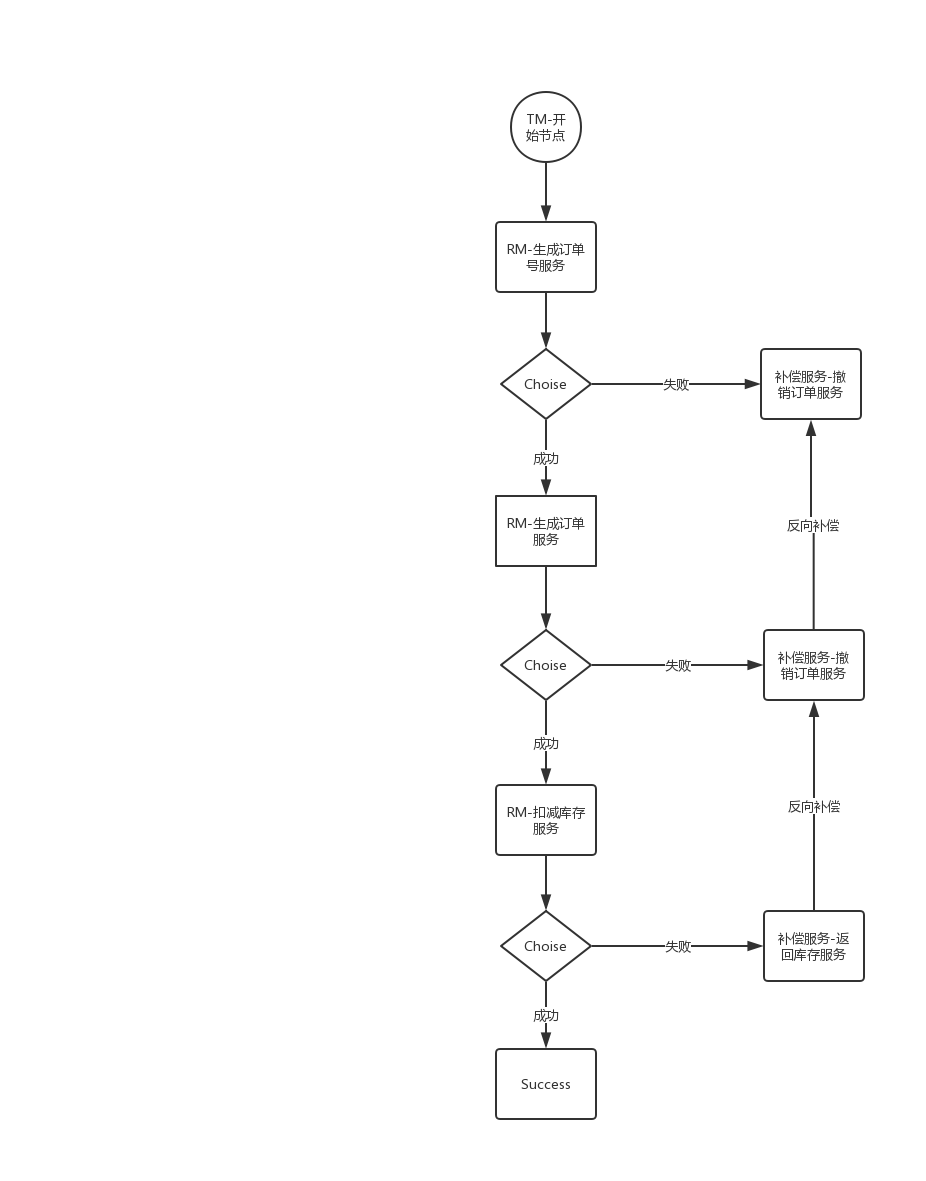 TM-开
始节点
RM-生成订单
号服务
Choise
失败
补偿服务-撤
销订单服务
成功
RM-生成订单
服务
反向补偿
Choise
失败
补偿服务-撤
销订单服务
成功
RM-扣减库存
服务
反向补偿
Choise
失败
补偿服务-返
回库存服务
成功
Success